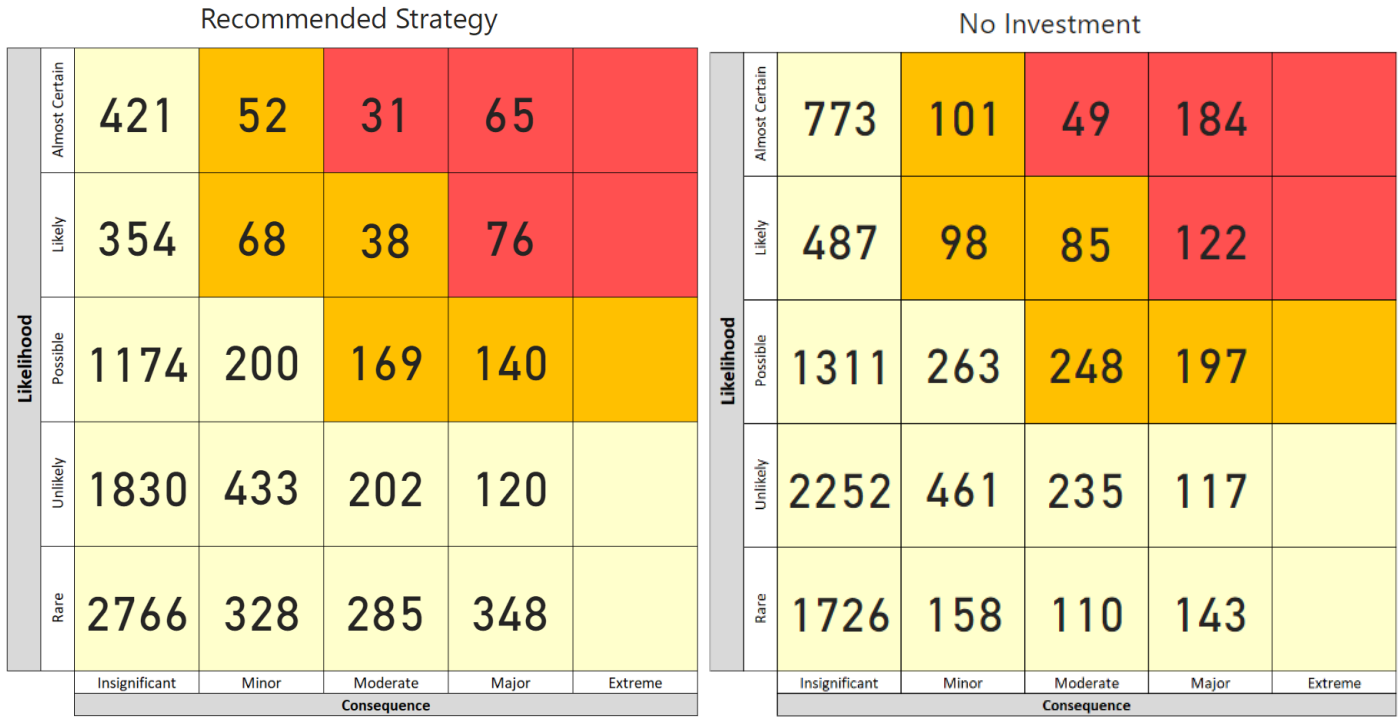 Recommended Strategy
Likelihood
Almost Certain 421 52 31 65
Likely 354 68 38 76
Possible 1174 200 169 140
Unlikely 1830 433 202 120
Rare 2766 328 285 348
Insignificant Minor Moderate Major Extreme
Consequence
No Investment
Likelihood
Almost Certain 773 101 49 184
Likely 487 98 85 122
Possible 1311 263 248 197
Unlikely 2252 461 235 117
Rare 1726 158 110 143
Insignificant Minor Moderate Major Extreme
Consequence